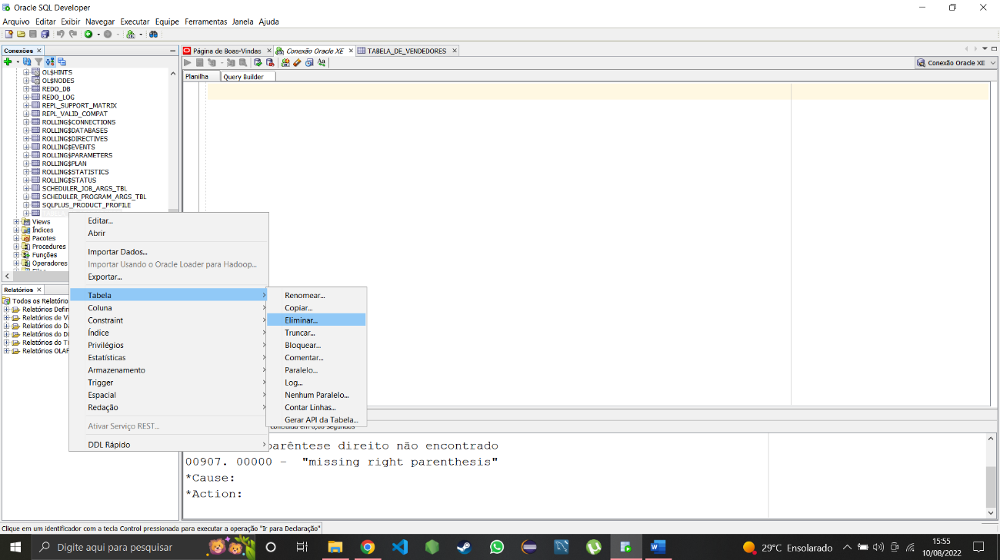 Oracle SQL Developer
Arquivo Editar Exibir Navegar Executar Equipe Ferramentas Janela Ajuda
Conexões
OL$HINTS
OL$NODES
REDO_DB
REDO_LOG
REPL_SUPPORT_MATRIX
REPL_VALID_COMPAT
ROLLING$CONNECTIONS
ROLLING$DATABASES
ROLLING$DIRECTIVES
ROLLING$EVENTS
ROLLING$PARAMETERS
ROLLING$PLAN
ROLLING$STATISTICS
ROLLING$STATUS
SCHEDULER_JOB_ARGS_TBL
SCHEDULER_PROGRAM_ARGS_TBL
SQLPLUS_PRODUCT_PROFILE
Views
Índices
Pacotes
Procedures
Funções
Operadores
Relatórios
Todos os Relatório
Relatórios Defin
Relatórios de Vi
Relatórios do Da
Relatórios do Di
Relatórios do TI
Relatórios OLAP
Página de Boas-Vindas
Conexão Oracle XE
TABELA_DE_VENDEDORES
Conexão Oracle XE
Planilha
Query Builder
Editar...
Abrir
Importar Dados...
Importar Usando o Oracle Loader para Hadoop...
Exportar...
Tabela
Coluna
Constraint
Índice
Privilégios
Estatísticas
Armazenamento
Trigger
Espacial
Redação
Ativar Serviço REST...
DDL Rápido
Renomear...
Copiar...
Eliminar...
Truncar...
Bloquear...
Comentar...
Paralelo...
Log...
Nenhum Paralelo...
Contar Linhas...
Gerar API da Tabela...
parêntese direito não encontrado
00907. 00000 - "missing right parenthesis"
*Cause:
*Action:
Clique em um identificador com a tecla Control pressionada para executar a operação "Ir para Declaração"
Digite aqui para pesquisar
29°C Ensolarado
15:55
10/08/2022